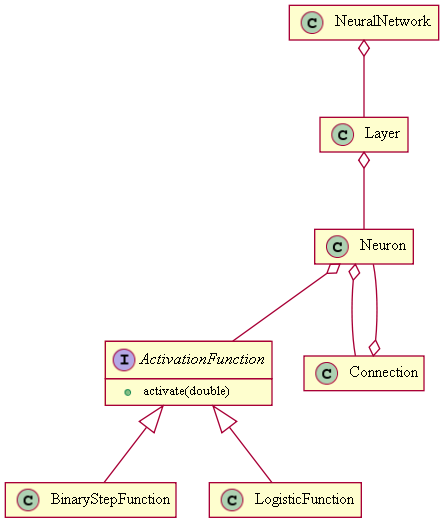 C NeuralNetwork
C Layer
C Neuron
I ActivationFunction
activate(double)
C Connection
C BinaryStepFunction
C LogisticFunction